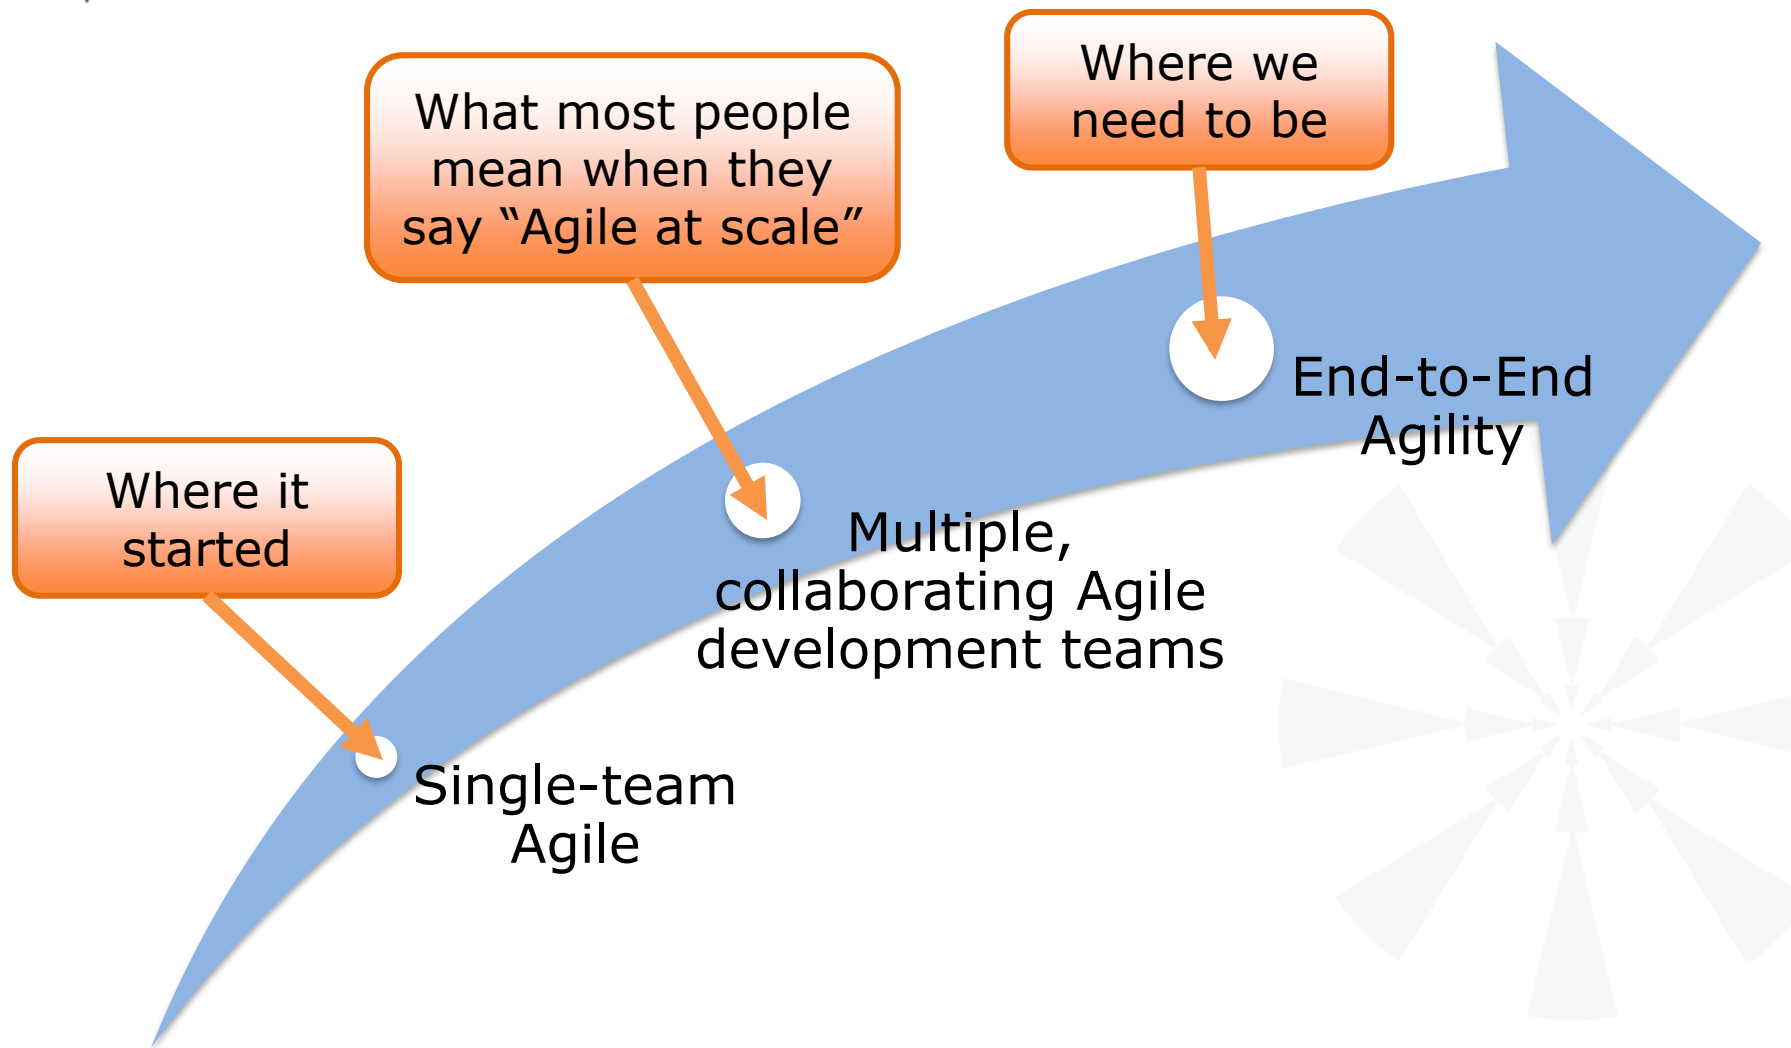 Where we
need to be
What most people
mean when they
say “Agile at scale”
End-to-End
Agility
Where it
started
Multiple,
collaborating Agile
development teams
Single-team
Agile